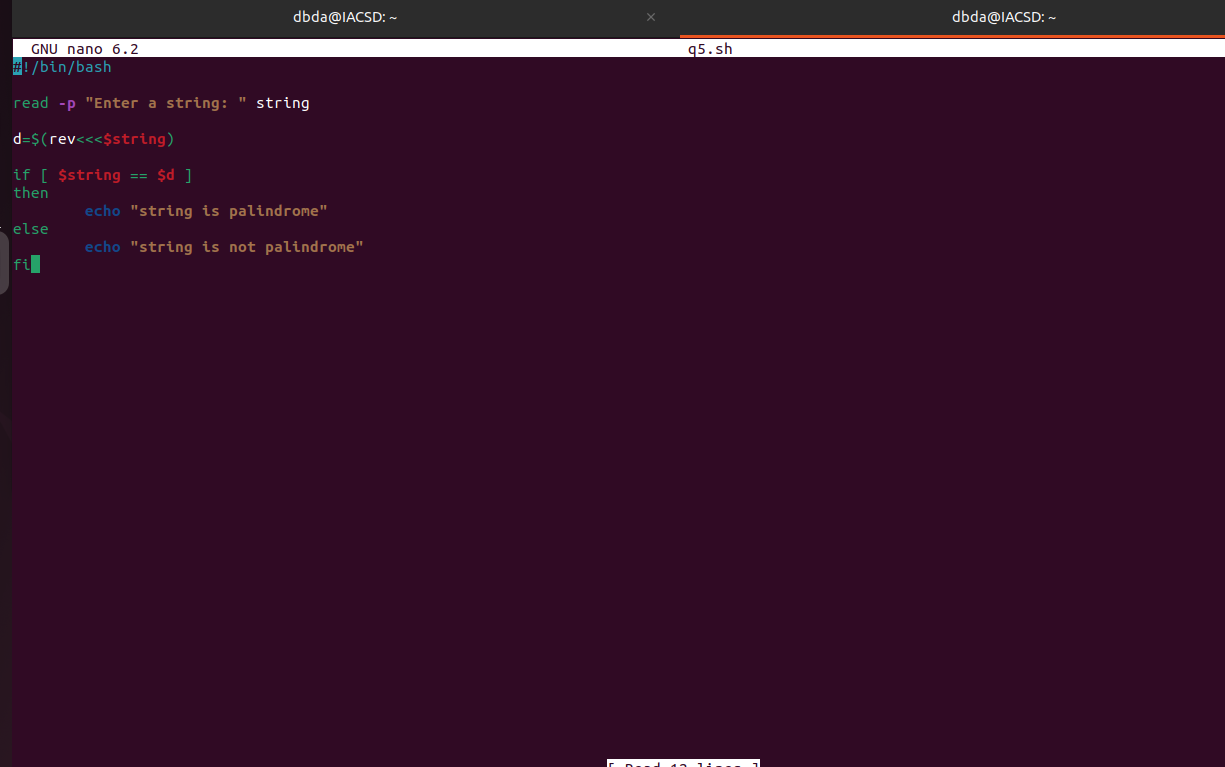 dbda@IACSD: ~ × dbda@IACSD: ~
GNU nano 6.2 q5.sh
#!/bin/bash
read -p "Enter a string: " string
d=$(rev<<<$string)
if [ $string == $d ]
then
echo "string is palindrome"
else
echo "string is not palindrome"
fi
[ Read 12 lines ]